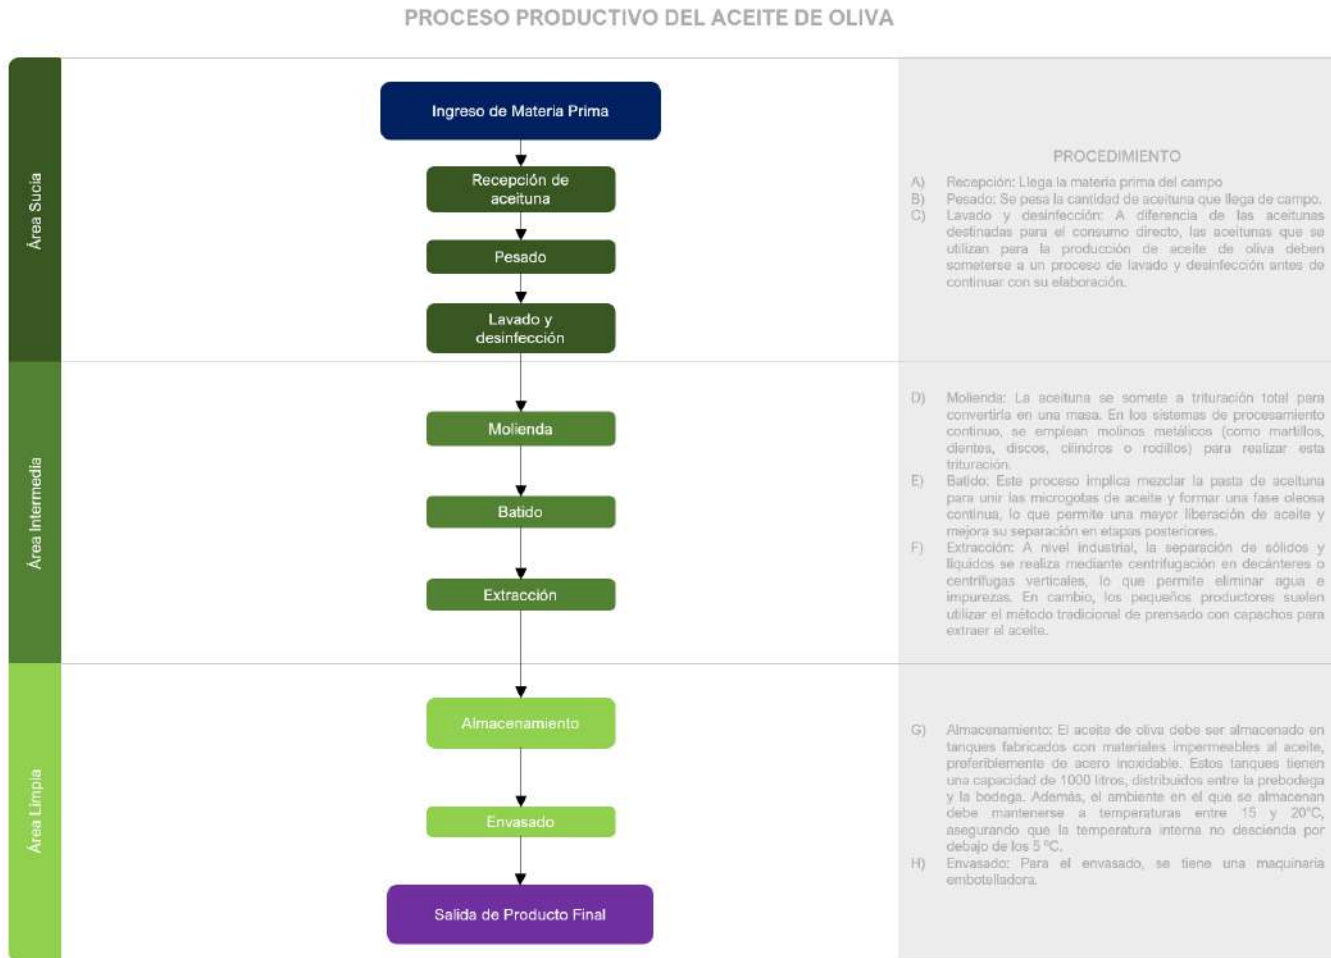 PROCESO PRODUCTIVO DEL ACEITE DE OLIVA
Área Sucia
Ingreso de Materia Prima
Recepción de
aceituna
Pesado
Lavado y
desinfección
PROCEDIMIENTO
A) Recepción: Llega la materia prima del campo
B) Pesado: Se pesa la cantidad de aceituna que llega de campo.
C) Lavado y desinfección: A diferencia de las aceitunas
destinadas para el consumo directo, las aceitunas que se
utilizan para la producción de aceite de oliva deben
someterse a un proceso de lavado y desinfección antes de
continuar con su elaboración.
Área Intermedia
Molienda
Batido
Extracción
D) Molienda: La aceituna se somete a trituración total para
convertirla en una masa. En los sistemas de procesamiento
continuo, se emplean molinos metálicos (como martillos,
dientes, discos, cilindros o rodillos) para realizar esta
trituración.
E) Batido: Este proceso implica mezclar la pasta de aceituna
para unir las microgotas de aceite y formar una fase oleosa
continua, lo que permite una mayor liberación de aceite y
mejora su separación en etapas posteriores.
F) Extracción: A nivel industrial, la separación de sólidos y
líquidos se realiza mediante centrifugación en decánteres o
centrífugas verticales, lo que permite eliminar agua e
impurezas. En cambio, los pequeños productores suelen
utilizar el método tradicional de prensado con capachos para
extraer el aceite.
Área Limpia
Almacenamiento
Envasado
Salida de Producto Final
G) Almacenamiento: El aceite de oliva debe ser almacenado en
tanques fabricados con materiales impermeables al aceite,
preferiblemente de acero inoxidable. Estos tanques tienen
una capacidad de 1000 litros, distribuidos entre la prebodega
y la bodega. Además, el ambiente en el que se almacenan
debe mantenerse a temperaturas entre 15 y 20°C,
asegurando que la temperatura interna no descienda por
debajo de los 5 ºC.
H) Envasado: Para el envasado, se tiene una maquinaria
embotelladora.